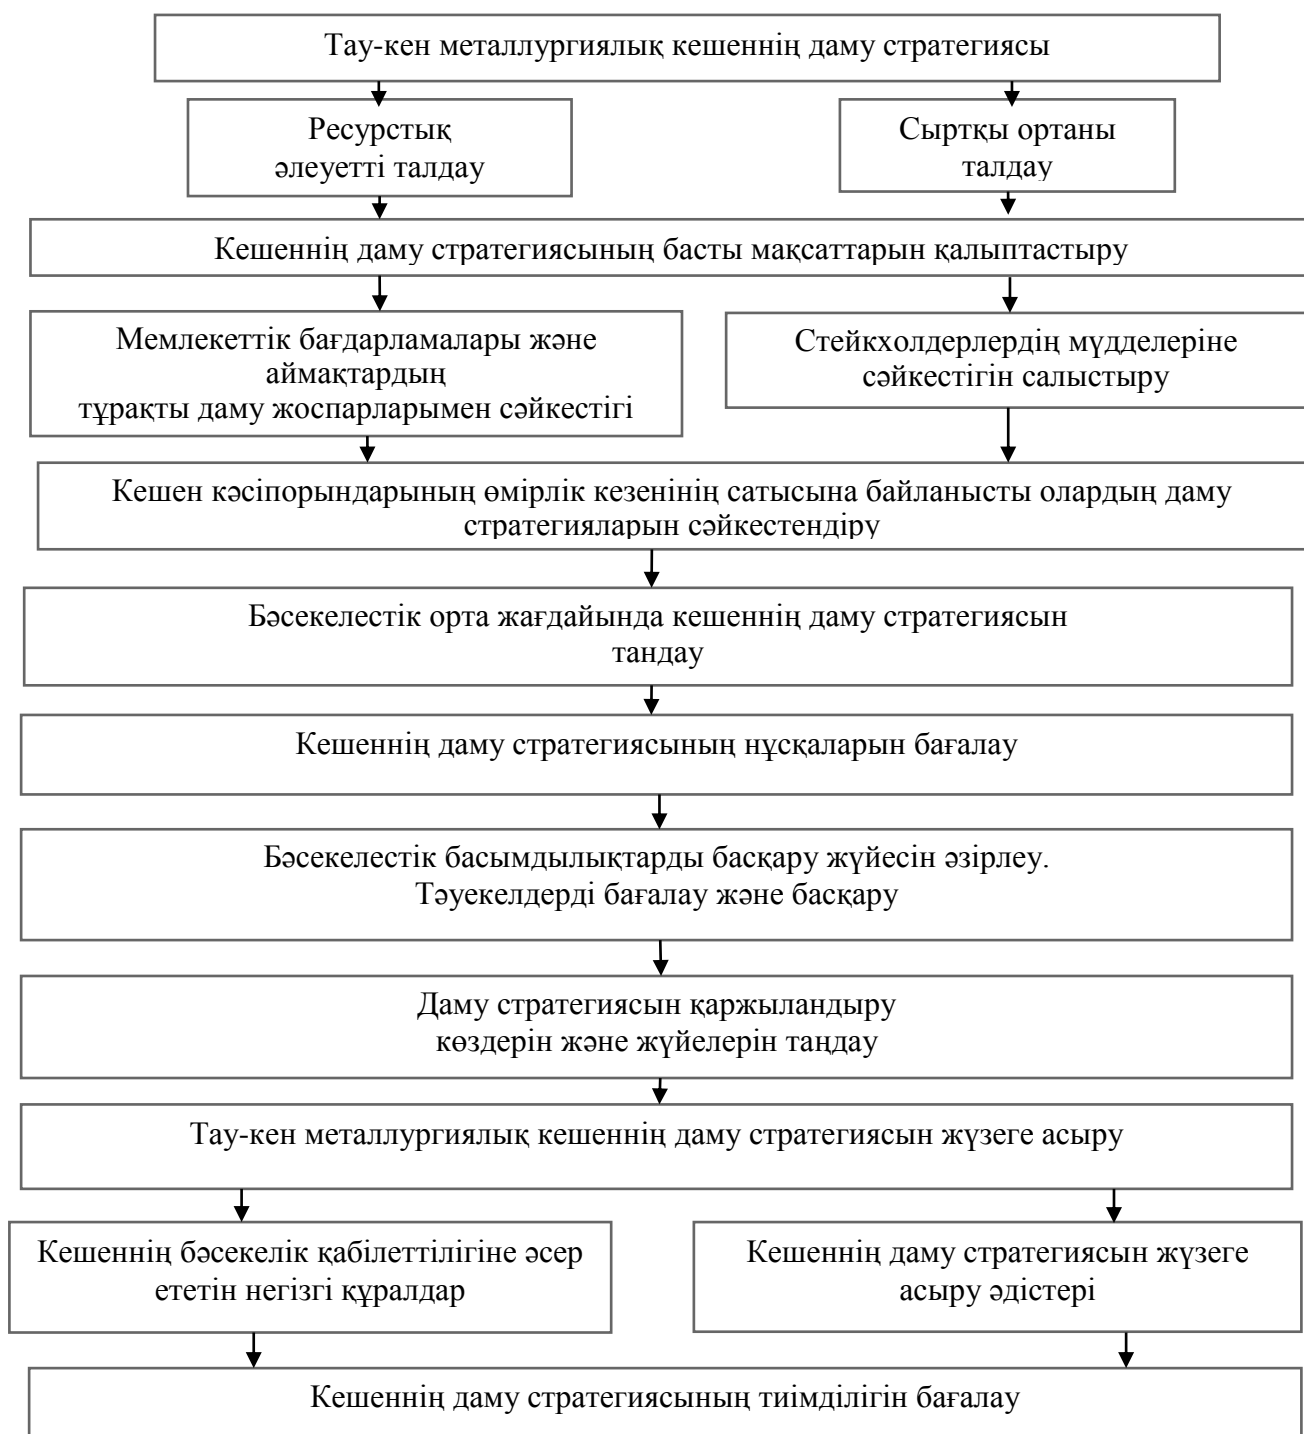 Тау-кен металлургиялық кешеннің даму стратегиясы
Ресурстық
әлеуетті талдау
Сыртқы ортаны
талдау
Кешеннің даму стратегиясының басты мақсаттарын қалыптастыру
Мемлекеттік бағдарламалары және
аймақтардың
тұрақты даму жоспарларымен сәйкестігі
Стейкхолдерлердің мүдделеріне
сәйкестігін салыстыру
Кешен кәсіпорындарының өмірлік кезенінің сатысына байланысты олардың даму
стратегияларын сәйкестендіру
Бәсекелестік орта жағдайында кешеннің даму стратегиясын
тандау
Кешеннің даму стратегиясының нұсқаларын бағалау
Бәсекелестік басымдылықтарды басқару жүйесін әзірлеу.
Тәуекелдерді бағалау және басқару
Даму стратегиясын қаржыландыру
көздерін және жүйелерін таңдау
Тау-кен металлургиялық кешеннің даму стратегиясын жүзеге асыру
Кешеннің бәсекелік қабілеттілігіне әсер
ететін негізгі құралдар
Кешеннің даму стратегиясын жүзеге
асыру әдістері
Кешеннің даму стратегиясының тиімділігін бағалау